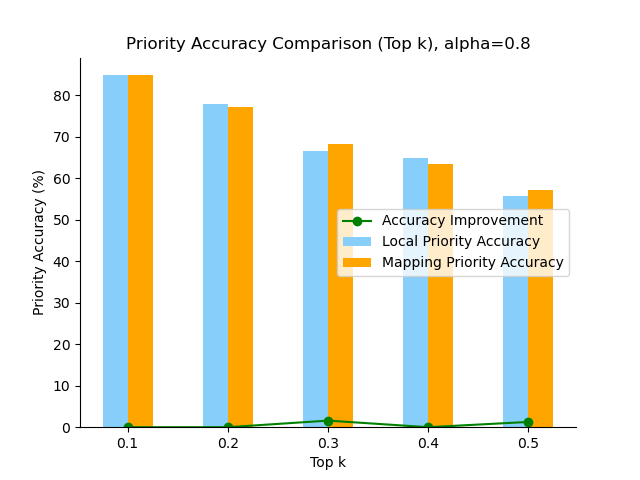 Priority Accuracy Comparison (Top k), alpha=0.8
Priority Accuracy (%)
80
70
60
50
40
30
20
10
0
Accuracy Improvement
Local Priority Accuracy
Mapping Priority Accuracy
0.1 0.2 0.3 0.4 0.5
Top k